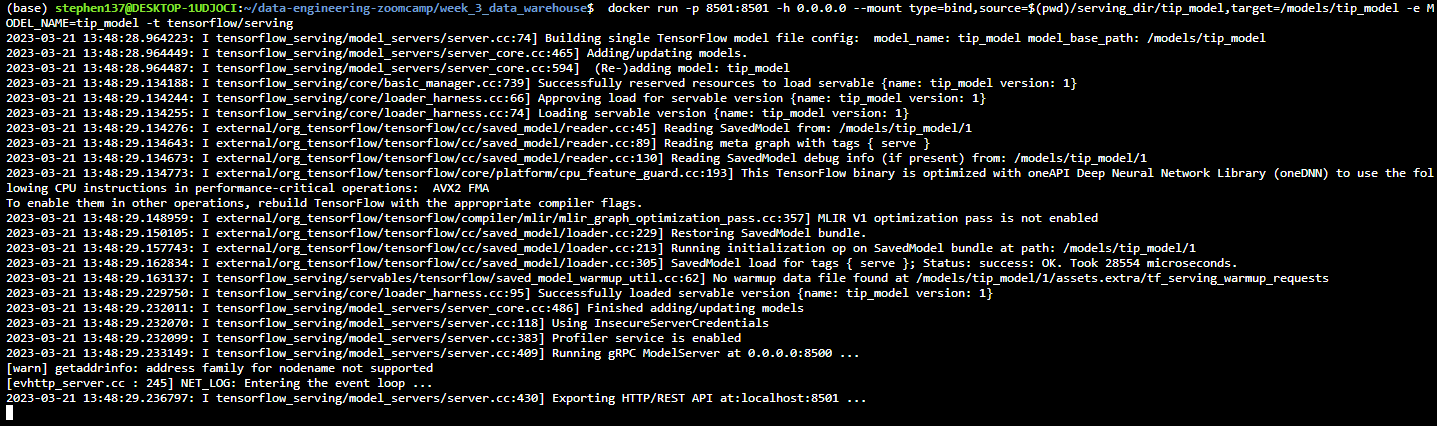 (base) stephen137@DESKTOP-1UDJOCI:~/data-engineering-zoomcamp/week_3_data_warehouse$  docker run -p 8501:8501 -h 0.0.0.0 --mount type=bind,source=$(pwd)/serving_dir/tip_model,target=/models/tip_model -e M
ODEL_NAME=tip_model -t tensorflow/serving
2023-03-21 13:48:28.964223: I tensorflow_serving/model_servers/server.cc:74] Building single TensorFlow model file config:  model_name: tip_model model_base_path: /models/tip_model
2023-03-21 13:48:28.964449: I tensorflow_serving/model_servers/server_core.cc:465] Adding/updating models.
2023-03-21 13:48:28.964487: I tensorflow_serving/model_servers/server_core.cc:594]  (Re-)adding model: tip_model
2023-03-21 13:48:29.134188: I tensorflow_serving/core/basic_manager.cc:739] Successfully reserved resources to load servable {name: tip_model version: 1}
2023-03-21 13:48:29.134244: I tensorflow_serving/core/loader_harness.cc:66] Approving load for servable version {name: tip_model version: 1}
2023-03-21 13:48:29.134255: I tensorflow_serving/core/loader_harness.cc:74] Loading servable version {name: tip_model version: 1}
2023-03-21 13:48:29.134276: I external/org_tensorflow/tensorflow/cc/saved_model/reader.cc:45] Reading SavedModel from: /models/tip_model/1
2023-03-21 13:48:29.134643: I external/org_tensorflow/tensorflow/cc/saved_model/reader.cc:89] Reading meta graph with tags { serve }
2023-03-21 13:48:29.134673: I external/org_tensorflow/tensorflow/cc/saved_model/reader.cc:130] Reading SavedModel debug info (if present) from: /models/tip_model/1
2023-03-21 13:48:29.134773: I external/org_tensorflow/tensorflow/core/platform/cpu_feature_guard.cc:193] This TensorFlow binary is optimized with oneAPI Deep Neural Network Library (oneDNN) to use the fol
lowing CPU instructions in performance-critical operations:  AVX2 FMA
To enable them in other operations, rebuild TensorFlow with the appropriate compiler flags.
2023-03-21 13:48:29.148959: I external/org_tensorflow/tensorflow/compiler/mlir/mlir_graph_optimization_pass.cc:357] MLIR V1 optimization pass is not enabled
2023-03-21 13:48:29.150105: I external/org_tensorflow/tensorflow/cc/saved_model/loader.cc:229] Restoring SavedModel bundle.
2023-03-21 13:48:29.157743: I external/org_tensorflow/tensorflow/cc/saved_model/loader.cc:213] Running initialization op on SavedModel bundle at path: /models/tip_model/1
2023-03-21 13:48:29.162834: I external/org_tensorflow/tensorflow/cc/saved_model/loader.cc:305] SavedModel load for tags { serve }; Status: success: OK. Took 28554 microseconds.
2023-03-21 13:48:29.163137: I tensorflow_serving/servables/tensorflow/saved_model_warmup_util.cc:62] No warmup data file found at /models/tip_model/1/assets.extra/tf_serving_warmup_requests
2023-03-21 13:48:29.229750: I tensorflow_serving/core/loader_harness.cc:95] Successfully loaded servable version {name: tip_model version: 1}
2023-03-21 13:48:29.232011: I tensorflow_serving/model_servers/server_core.cc:486] Finished adding/updating models
2023-03-21 13:48:29.232070: I tensorflow_serving/model_servers/server.cc:118] Using InsecureServerCredentials
2023-03-21 13:48:29.232099: I tensorflow_serving/model_servers/server.cc:383] Profiler service is enabled
2023-03-21 13:48:29.233149: I tensorflow_serving/model_servers/server.cc:409] Running gRPC ModelServer at 0.0.0.0:8500 ...
[warn] getaddrinfo: address family for nodename not supported
[evhttp_server.cc : 245] NET_LOG: Entering the event loop ...
2023-03-21 13:48:29.236797: I tensorflow_serving/model_servers/server.cc:430] Exporting HTTP/REST API at:localhost:8501 ...